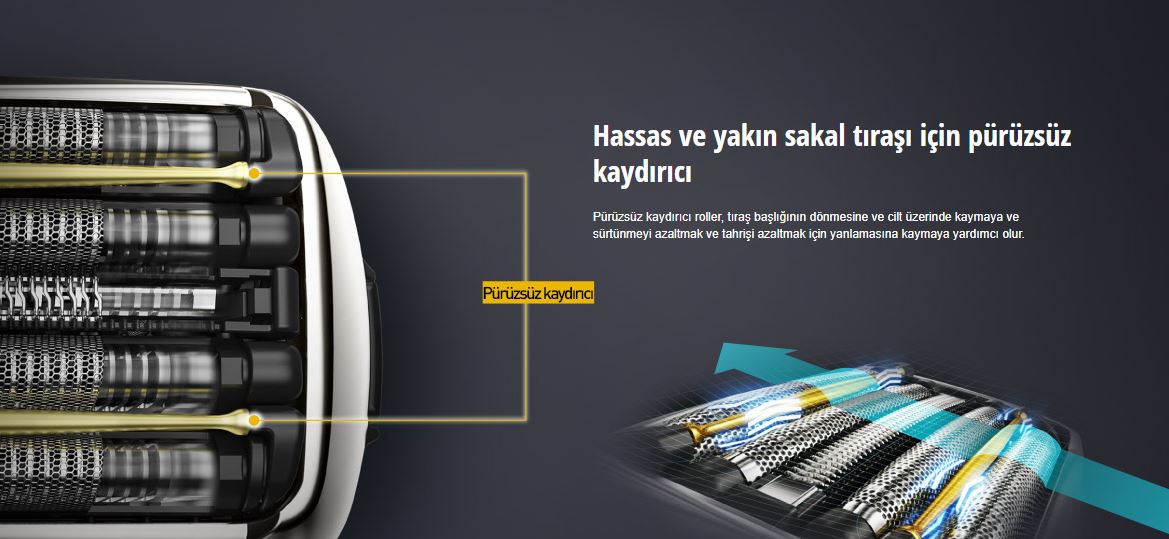 Hassas ve yakın sakal tıraşı için pürüzsüz
kaydırıcı
Pürüzsüz kaydırıcı roller, tıraş başlığının dönmesine ve cilt üzerinde kaymaya ve
sürtünmeyi azaltmak ve tahrişi azaltmak için yanlamasına kaymaya yardımcı olur.
Pürüzsüz kaydırıcı